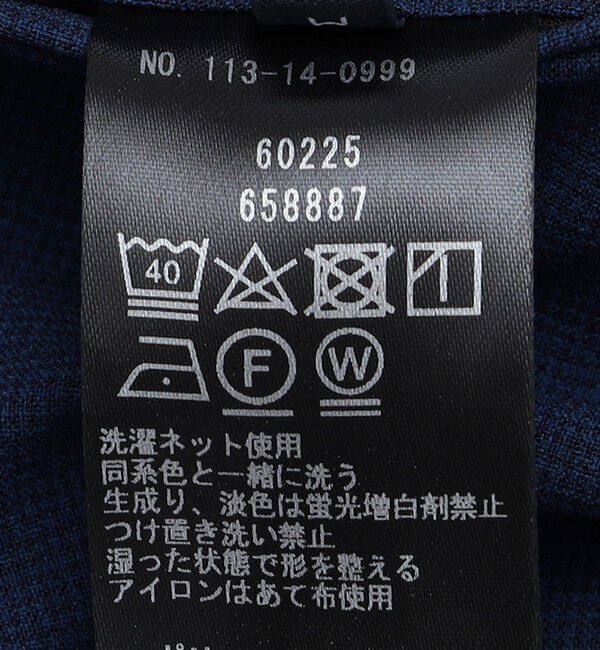 NO. 113-14-0999
60225
658887
40
F W
洗濯ネット使用
同系色と一緒に洗う
生成り、淡色は蛍光増白剤禁止
つけ置き洗い禁止
湿った状態で形を整える
アイロンはあて布使用